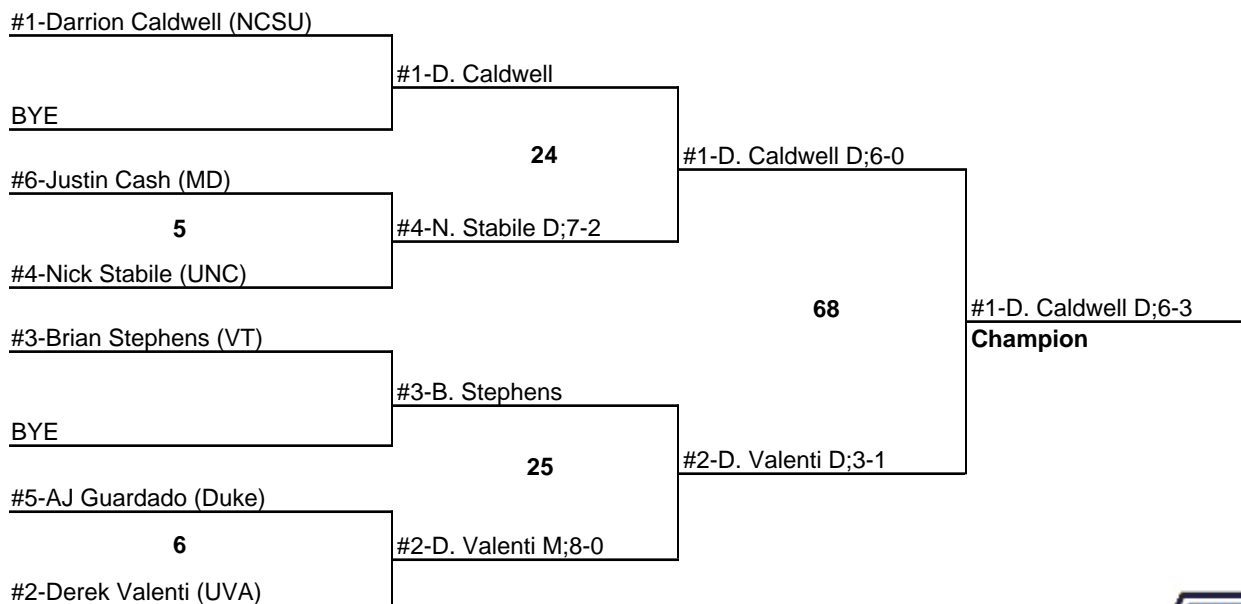 #1-Darrion Caldwell (NCSU)
#1-D. Caldwell
BYE
24
#1-D. Caldwell D;6-0
#6-Justin Cash (MD)
5
#4-N. Stabile D;7-2
#4-Nick Stabile (UNC)
68
#1-D. Caldwell D;6-3
Champion
#3-Brian Stephens (VT)
#3-B. Stephens
BYE
25
#2-D. Valenti D;3-1
#5-AJ Guardado (Duke)
6
#2-D. Valenti M;8-0
#2-Derek Valenti (UVA)